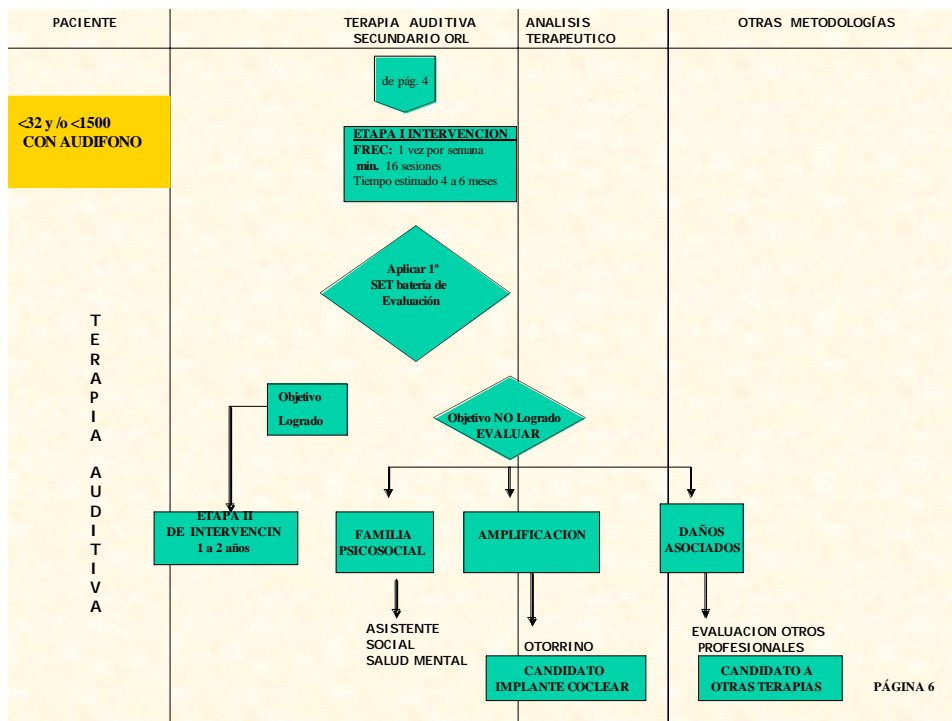 PACIENTE
TERAPIA AUDITIVA
SECUNDARIO ORL
ANALISIS
TERAPEUTICO
OTRAS METODOLOGÍAS
de pág. 4
<32 y /o <1500
CON AUDIFONO
ETAPA I INTERVENCION
FREC: 1 vez por semana
min. 16 sesiones
Tiempo estimado 4 a 6 meses
Aplicar 1º
SET batería de
Evaluación
TERAPIA AUDITIVA
Objetivo
Logrado
Objetivo NO Logrado
EVALUAR
ETAPA II
DE INTERVENCIN
1 a 2 años
FAMILIA
PSICOSOCIAL
AMPLIFICACION
DAÑOS
ASOCIADOS
ASISTENTE
SOCIAL
SALUD MENTAL
OTORRINO
CANDIDATO
IMPLANTE COCLEAR
EVALUACION OTROS
PROFESIONALES
CANDIDATO A
OTRAS TERAPIAS
PÁGINA 6